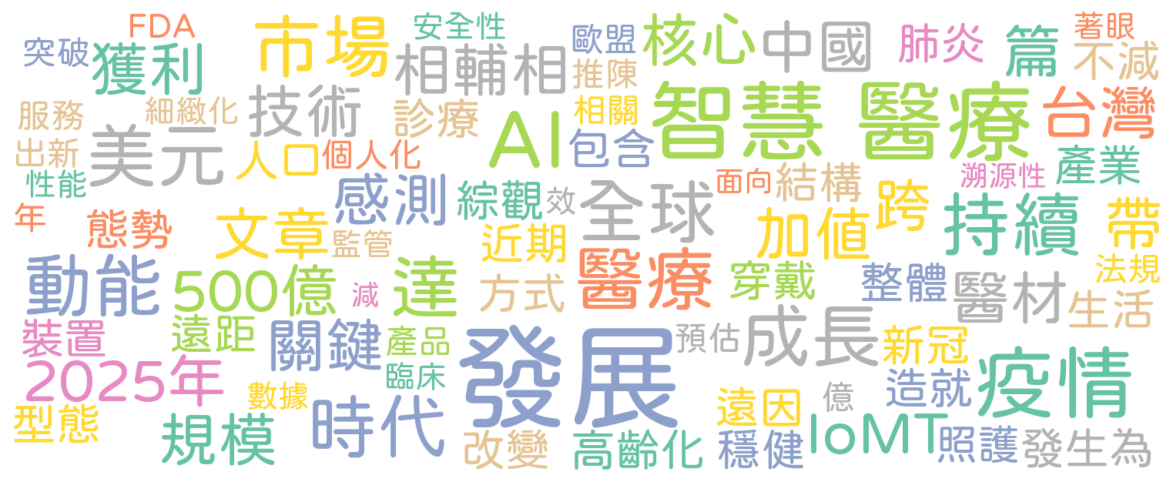 FDA
安全性
著眼
突破
獲利
市場
相輔相
歐盟
核心
中國
肺炎
篇
不減
推陳
服務
細緻化
技術
診療
AI
相關
智慧 醫療
台灣
出新
美元
人口
個人化
包含
產業
性能
感測
綜觀
效
全球
面向
結構
溯源性
年
態勢
文章
監管
近期
加值
跨
持續
帶
動能
500億
減
達
方式
醫療
穿戴
整體
醫材
法規
生活
裝置
遠距
關鍵
產品
發展
預估
成長
新冠
疫情
2025年
數據
臨床
造就
型態
規模
時代
改變
高齡化
遠因
穩健
億
IoMT
照護
發生為